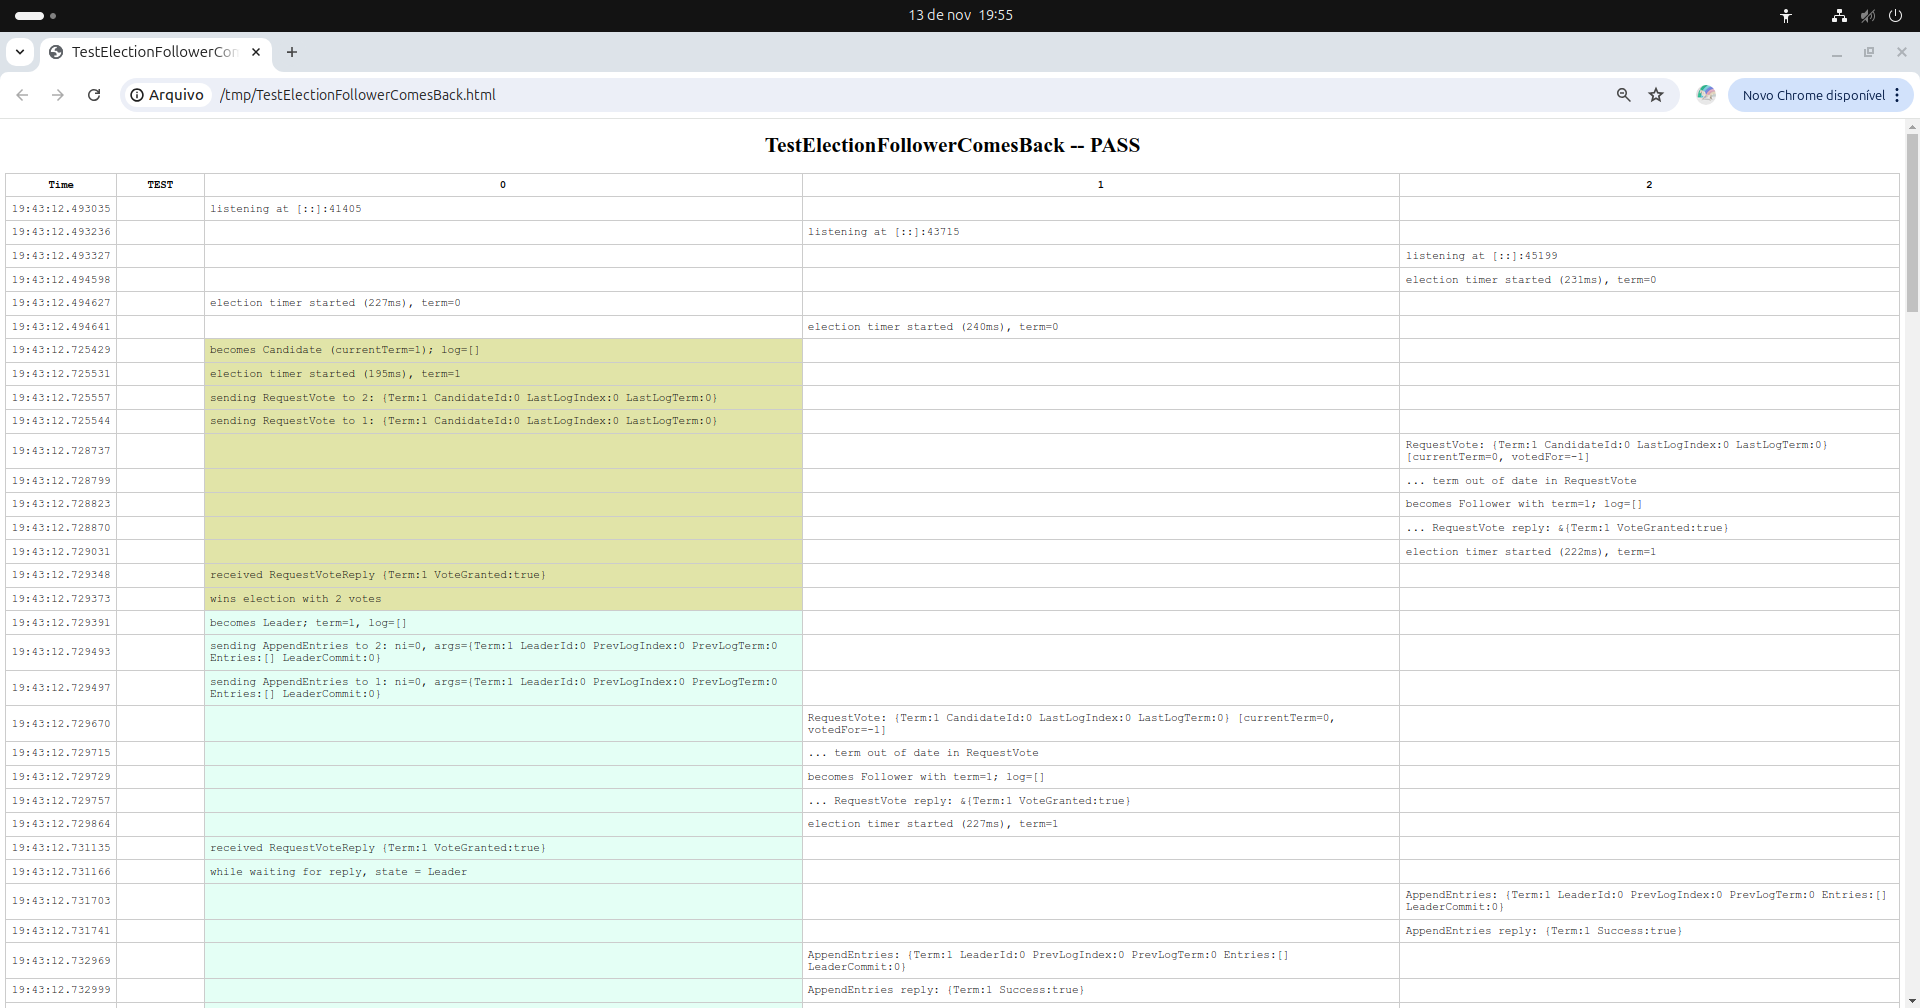 13 de nov 19:55
TestElectionFollowerCon
Arquivo /tmp/TestElectionFollowerComesBack.html
Novo Chrome disponível
TestElectionFollowerComesBack -- PASS
Time TEST 0 1 2
19:43:12.493035 listening at [::]:41405
19:43:12.493236 listening at [::]:43715
19:43:12.493327 listening at [::]:45199
19:43:12.494598 election timer started (231ms), term=0
19:43:12.494627 election timer started (227ms), term=0
19:43:12.494641 election timer started (240ms), term=0
19:43:12.725429 becomes Candidate (currentTerm=1); log=[]
19:43:12.725531 election timer started (195ms), term=1
19:43:12.725557 sending RequestVote to 2: {Term:1 CandidateId:0 LastLogIndex:0 LastLogTerm:0}
19:43:12.725544 sending RequestVote to 1: {Term:1 CandidateId:0 LastLogIndex:0 LastLogTerm:0}
19:43:12.728737 RequestVote: {Term:1 CandidateId:0 LastLogIndex:0 LastLogTerm:0}
[currentTerm=0, votedFor=-1]
19:43:12.728799 ... term out of date in RequestVote
19:43:12.728823 becomes Follower with term=1; log=[]
19:43:12.728870 ... RequestVote reply: &{Term:1 VoteGranted:true}
19:43:12.729031 election timer started (222ms), term=1
19:43:12.729348 received RequestVoteReply {Term:1 VoteGranted:true}
19:43:12.729373 wins election with 2 votes
19:43:12.729391 becomes Leader; term=1, log=[]
19:43:12.729493 sending AppendEntries to 2: ni=0, args={Term:1 LeaderId:0 PrevLogIndex:0 PrevLogTerm:0
Entries:[] LeaderCommit:0}
19:43:12.729497 sending AppendEntries to 1: ni=0, args={Term:1 LeaderId:0 PrevLogIndex:0 PrevLogTerm:0
Entries:[] LeaderCommit:0}
19:43:12.729670 RequestVote: {Term:1 CandidateId:0 LastLogIndex:0 LastLogTerm:0} [currentTerm=0,
votedFor=-1]
19:43:12.729715 ... term out of date in RequestVote
19:43:12.729729 becomes Follower with term=1; log=[]
19:43:12.729757 ... RequestVote reply: &{Term:1 VoteGranted:true}
19:43:12.729864 election timer started (227ms), term=1
19:43:12.731135 received RequestVoteReply {Term:1 VoteGranted:true}
19:43:12.731166 while waiting for reply, state = Leader
19:43:12.731703 AppendEntries: {Term:1 LeaderId:0 PrevLogIndex:0 PrevLogTerm:0 Entries:[]
LeaderCommit:0}
19:43:12.731741 AppendEntries reply: {Term:1 Success:true}
19:43:12.732969 AppendEntries: {Term:1 LeaderId:0 PrevLogIndex:0 PrevLogTerm:0 Entries:[]
LeaderCommit:0}
19:43:12.732999 AppendEntries reply: {Term:1 Success:true}